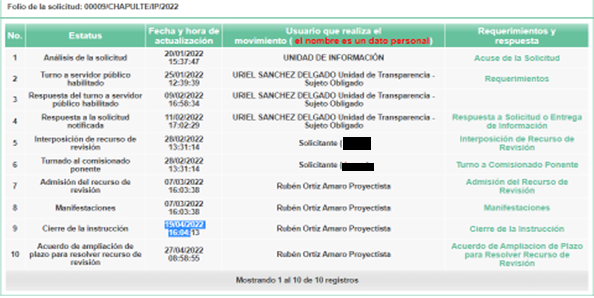 Folio de la solicitud: 00009/CHAPULTE/IP/2022
No. Estatus Fecha y hora de actualización Usuario que realiza el movimiento ( el nombre es un dato personal) Requerimientos y respuesta
1 Análisis de la solicitud 20/01/2022 15:37:47 UNIDAD DE INFORMACIÓN Acuse de la Solicitud
2 Turno a servidor público habilitado 25/01/2022 12:39:39 URIEL SANCHEZ DELGADO Unidad de Transparencia - Sujeto Obligado Requerimientos
3 Respuesta del turno a servidor público habilitado 09/02/2022 16:58:34 URIEL SANCHEZ DELGADO Unidad de Transparencia - Sujeto Obligado
4 Respuesta a la solicitud notificada 11/02/2022 17:02:29 URIEL SANCHEZ DELGADO Unidad de Transparencia - Sujeto Obligado Respuesta a Solicitud o Entrega de Información
5 Interposición de recurso de revisión 28/02/2022 13:31:14 Solicitante ( Interposición de Recurso de Revisión
6 Turnado al comisionado ponente 28/02/2022 13:31:14 Solicitante ( Turno a Comisionado Ponente
7 Admisión del recurso de revisión 07/03/2022 16:03:38 Rubén Ortiz Amaro Proyectista Admisión del Recurso de Revisión
8 Manifestaciones 07/03/2022 16:03:38 Rubén Ortiz Amaro Proyectista Manifestaciones
9 Cierre de la instrucción 19/04/2022 16:04:13 Rubén Ortiz Amaro Proyectista Cierre de la Instrucción
10 Acuerdo de ampliación de plazo para resolver recurso de revisión 27/04/2022 08:58:55 Rubén Ortiz Amaro Proyectista Acuerdo de Ampliacion de Plazo para Resolver Recurso de Revisión
Mostrando 1 al 10 de 10 registros